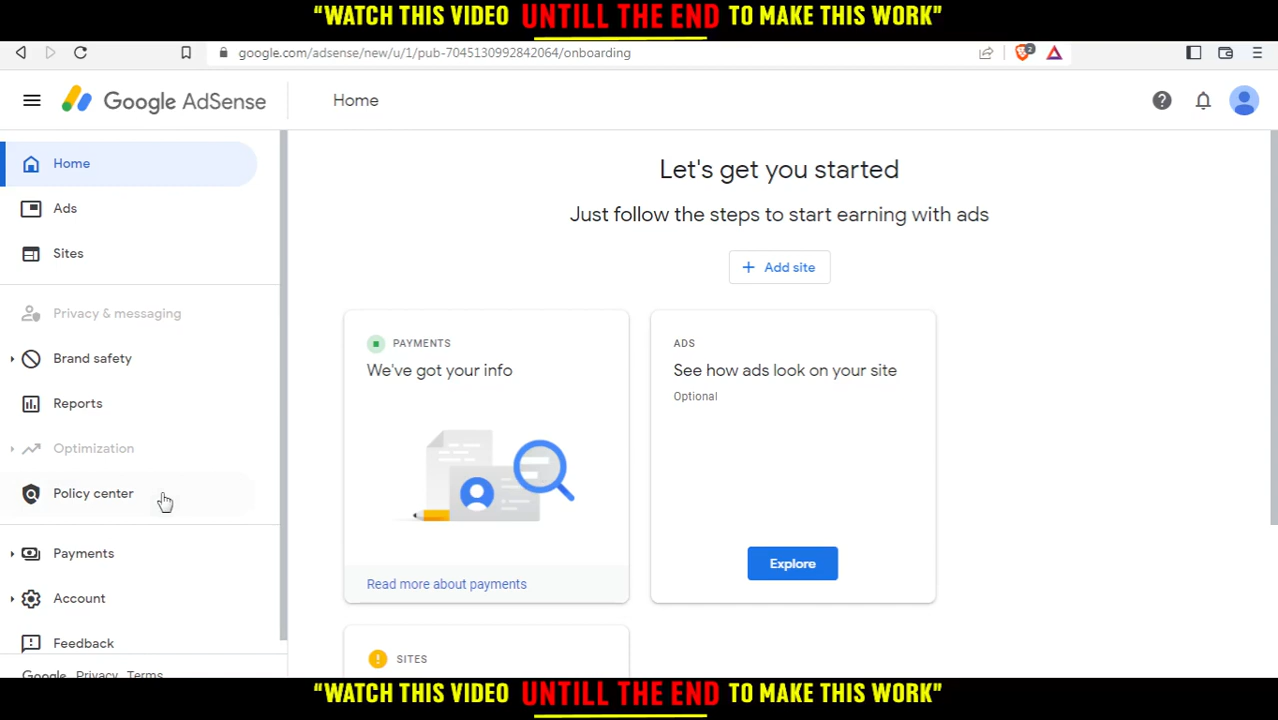 “WATCH THIS VIDEO UNTILL THE END TO MAKE THIS WORK”
google.com/adsense/new/u/1/pub-7045130992842064/onboarding
2
Google AdSense
Home
Home
Ads
Sites
Privacy & messaging
Brand safety
Reports
Optimization
Policy center
Payments
Account
Feedback
Google Privacy Terms
Let's get you started
Just follow the steps to start earning with ads
+ Add site
PAYMENTS
We've got your info
Read more about payments
ADS
See how ads look on your site
Optional
Explore
SITES
“WATCH THIS VIDEO UNTILL THE END TO MAKE THIS WORK”